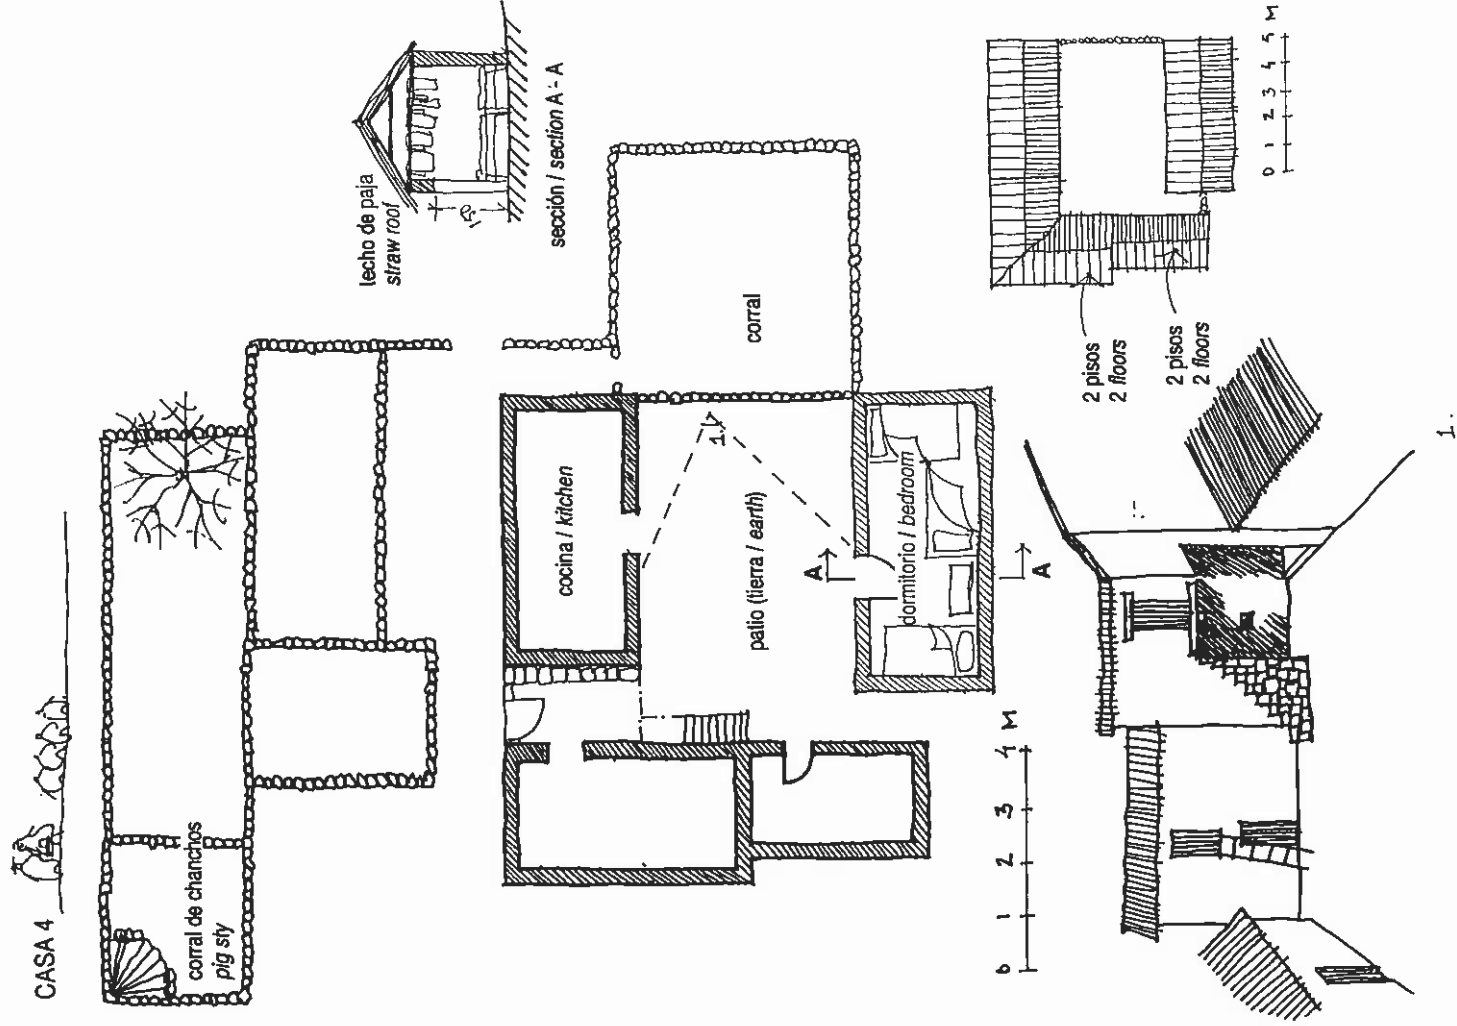 CASA 4
corral de chanchos
pig sty
lecho de paja
straw roof
sección / section A - A
cocina / kitchen
corral
1.
patio (tierra / earth)
A
A
dormitorio / bedroom
0 1 2 3 4 M
2 pisos
2 floors
2 pisos
2 floors
0 1 2 3 4 5 M
1.